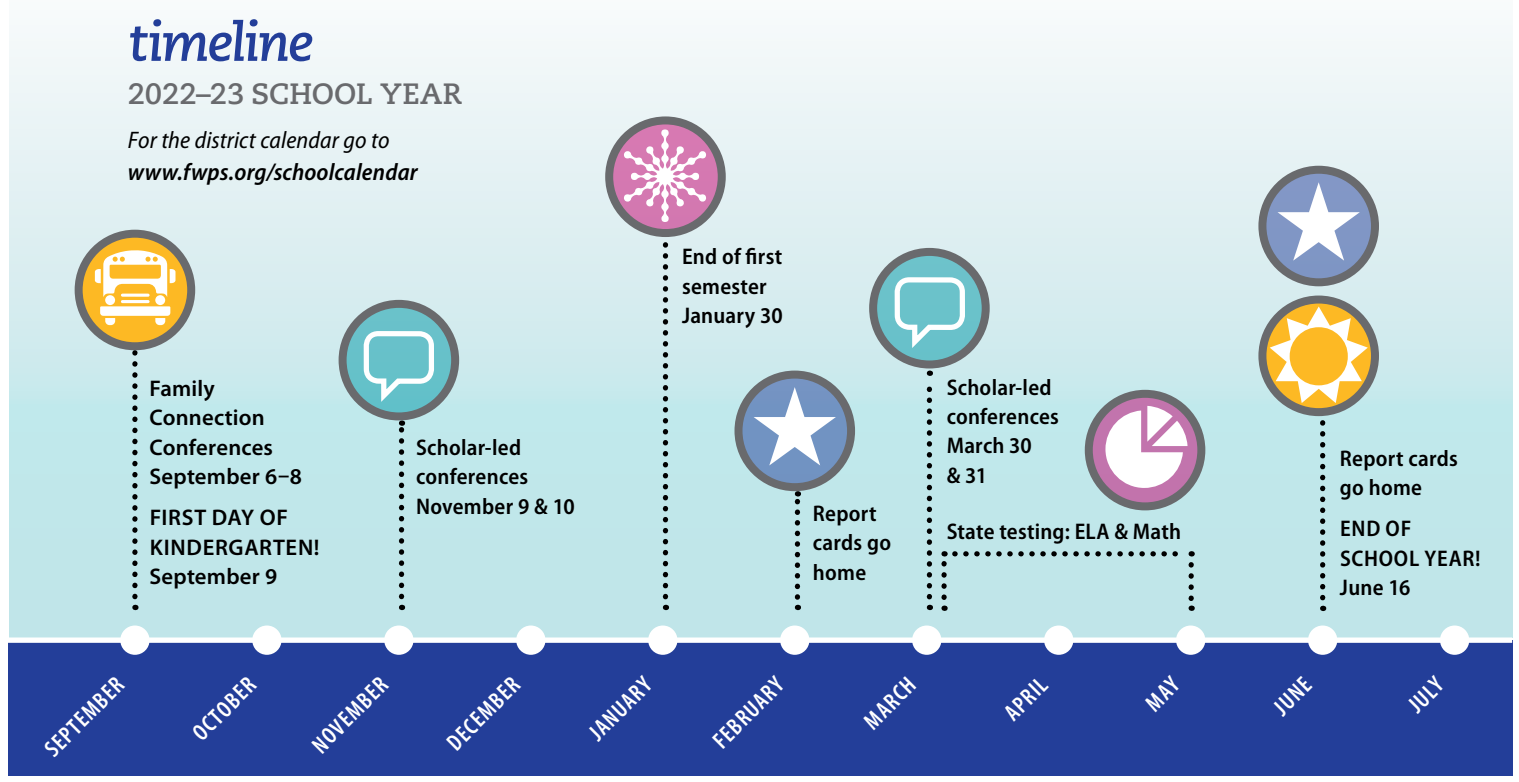 timeline
2022–23 SCHOOL YEAR
For the district calendar go to
www.fwps.org/schoolcalendar
Family
Connection
Conferences
September 6–8
FIRST DAY OF
KINDERGARTEN!
September 9
Scholar-led
conferences
November 9 & 10
End of first
semester
January 30
Report
cards go
home
Scholar-led
conferences
March 30
& 31
State testing: ELA & Math
Report cards
go home
END OF
SCHOOL YEAR!
June 16
SEPTEMBER
OCTOBER
NOVEMBER
DECEMBER
JANUARY
FEBRUARY
MARCH
APRIL
MAY
JUNE
JULY